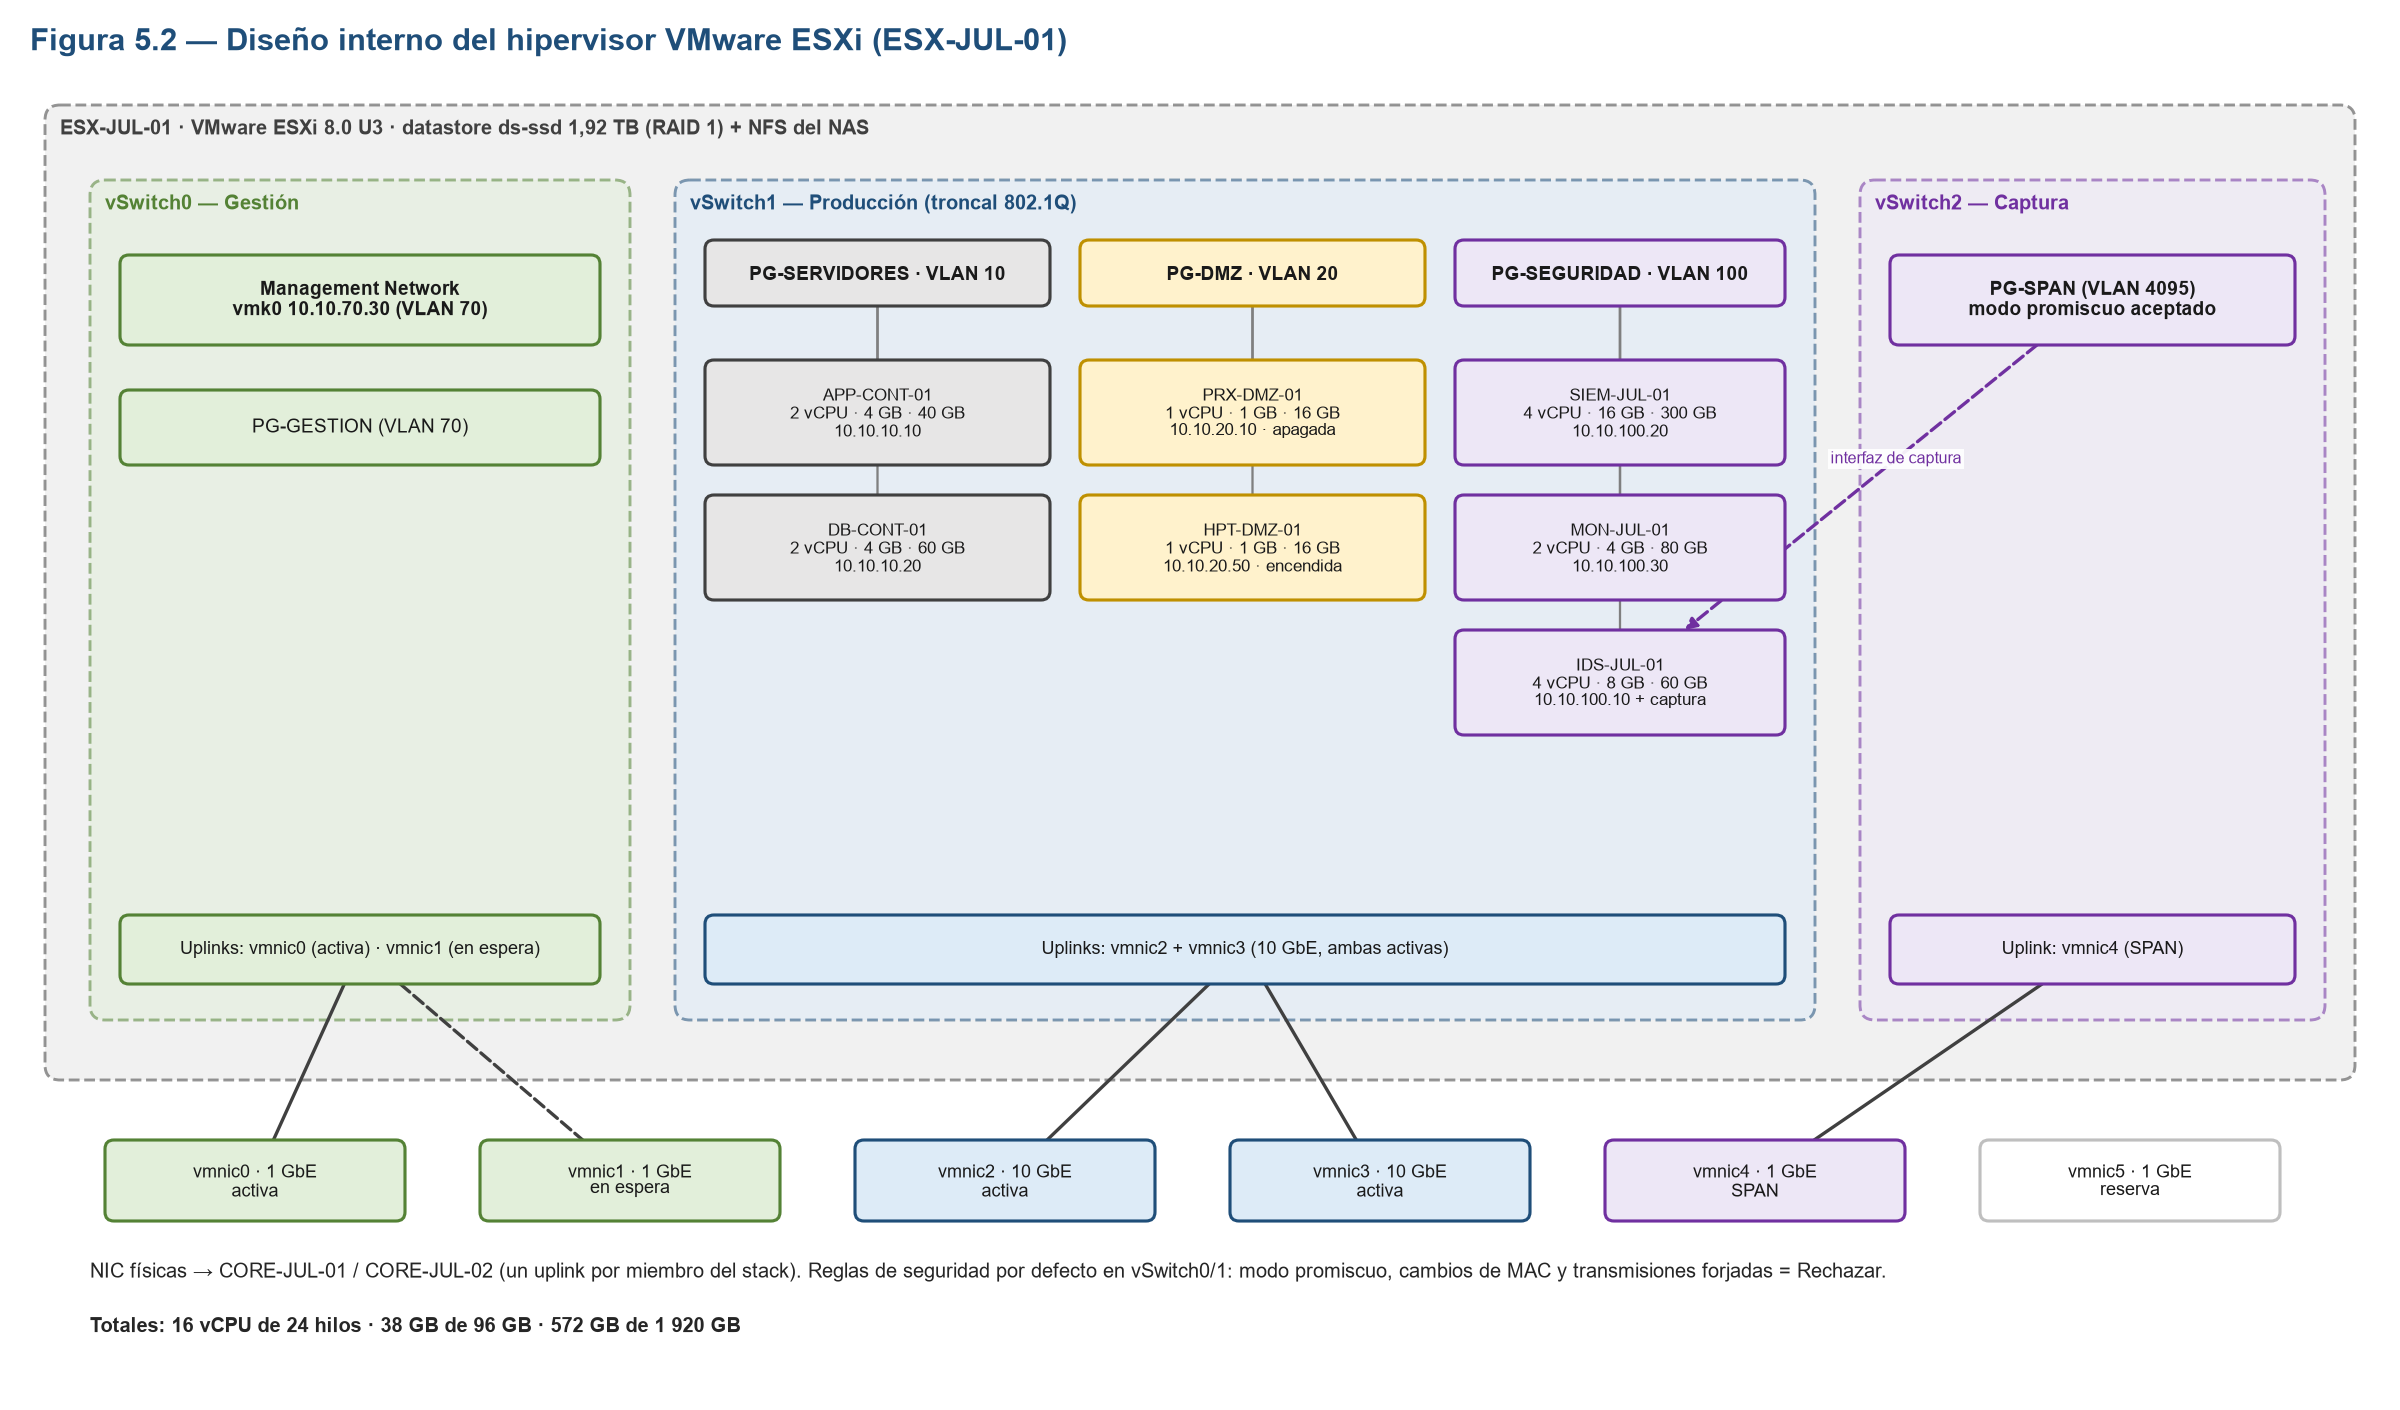 Figura 5.2 — Diseño interno del hipervisor VMware ESXi (ESX-JUL-01)
ESX-JUL-01 · VMware ESXi 8.0 U3 · datastore ds-ssd 1,92 TB (RAID 1) + NFS del NAS
vSwitch0 — Gestión
Management Network
vmk0 10.10.70.30 (VLAN 70)
PG-GESTION (VLAN 70)
Uplinks: vmnic0 (activa) · vmnic1 (en espera)
vSwitch1 — Producción (troncal 802.1Q)
PG-SERVIDORES · VLAN 10
APP-CONT-01
2 vCPU · 4 GB · 40 GB
10.10.10.10
DB-CONT-01
2 vCPU · 4 GB · 60 GB
10.10.10.20
PG-DMZ · VLAN 20
PRX-DMZ-01
1 vCPU · 1 GB · 16 GB
10.10.20.10 · apagada
HPT-DMZ-01
1 vCPU · 1 GB · 16 GB
10.10.20.50 · encendida
PG-SEGURIDAD · VLAN 100
SIEM-JUL-01
4 vCPU · 16 GB · 300 GB
10.10.100.20
MON-JUL-01
2 vCPU · 4 GB · 80 GB
10.10.100.30
IDS-JUL-01
4 vCPU · 8 GB · 60 GB
10.10.100.10 + captura
Uplinks: vmnic2 + vmnic3 (10 GbE, ambas activas)
vSwitch2 — Captura
PG-SPAN (VLAN 4095)
modo promiscuo aceptado
interfaz de captura
Uplink: vmnic4 (SPAN)
vmnic0 · 1 GbE
activa
vmnic1 · 1 GbE
en espera
vmnic2 · 10 GbE
activa
vmnic3 · 10 GbE
activa
vmnic4 · 1 GbE
SPAN
vmnic5 · 1 GbE
reserva
NIC físicas → CORE-JUL-01 / CORE-JUL-02 (un uplink por miembro del stack). Reglas de seguridad por defecto en vSwitch0/1: modo promiscuo, cambios de MAC y transmisiones forjadas = Rechazar.
Totales: 16 vCPU de 24 hilos · 38 GB de 96 GB · 572 GB de 1 920 GB